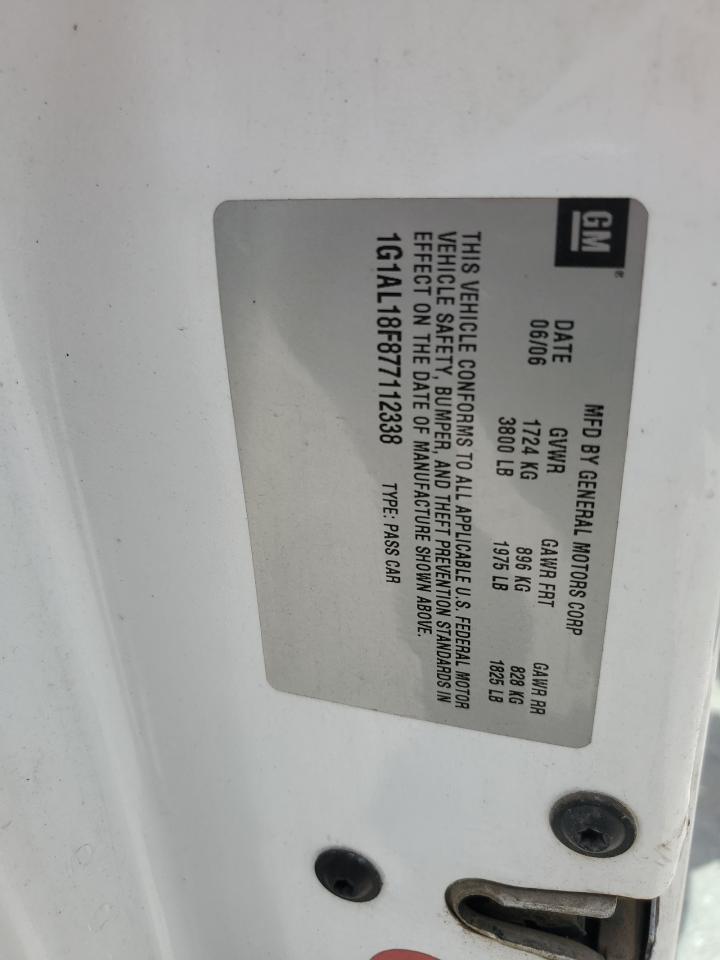 GM®
MFD BY GENERAL MOTORS CORP
DATE GVWR GAWR FRT GAWR RR
06/06 1724 KG 896 KG 828 KG
3800 LB 1975 LB 1825 LB
THIS VEHICLE CONFORMS TO ALL APPLICABLE U.S. FEDERAL MOTOR
VEHICLE SAFETY, BUMPER, AND THEFT PREVENTION STANDARDS IN
EFFECT ON THE DATE OF MANUFACTURE SHOWN ABOVE.
1G1AL18F877112338 TYPE: PASS CAR